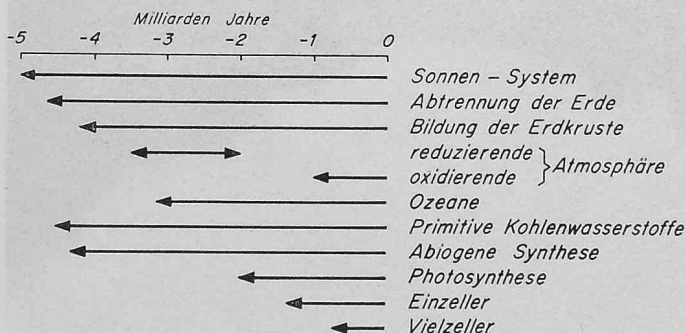 Milliarden Jahre
-5 -4 -3 -2 -1 0
Sonnen - System
Abtrennung der Erde
Bildung der Erdkruste
reduzierende
oxidierende
Atmosphäre
Ozeane
Primitive Kohlenwasserstoffe
Abiogene Synthese
Photosynthese
Einzeller
Vielzeller